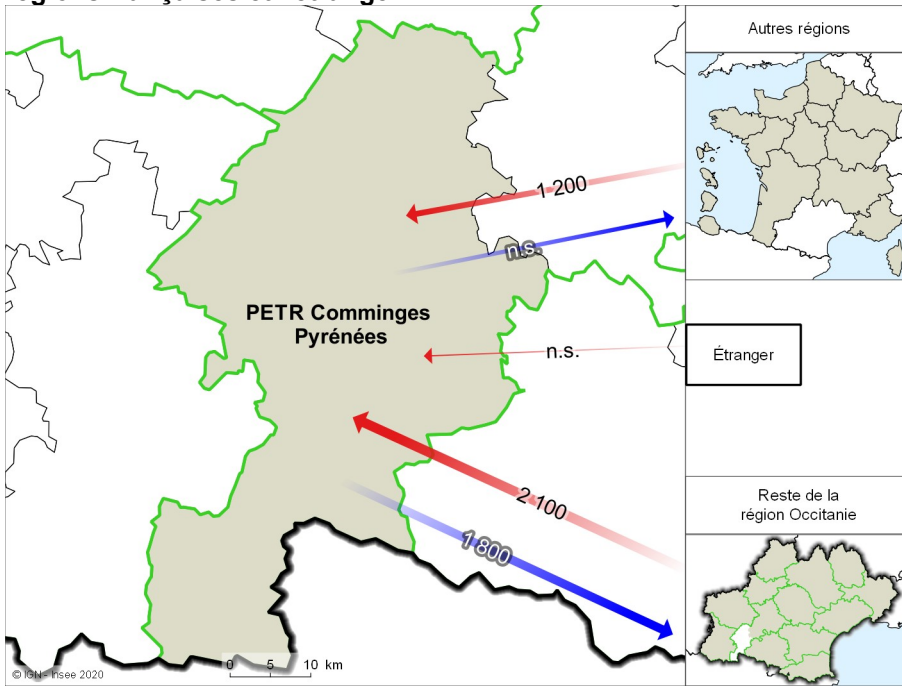 Autres régions
1 200
n.s.
PETR Comminges
Pyrénées
n.s.
Étranger
2 100
1 800
Reste de la
région Occitanie
0 5 10 km
© IGN - Insee 2020